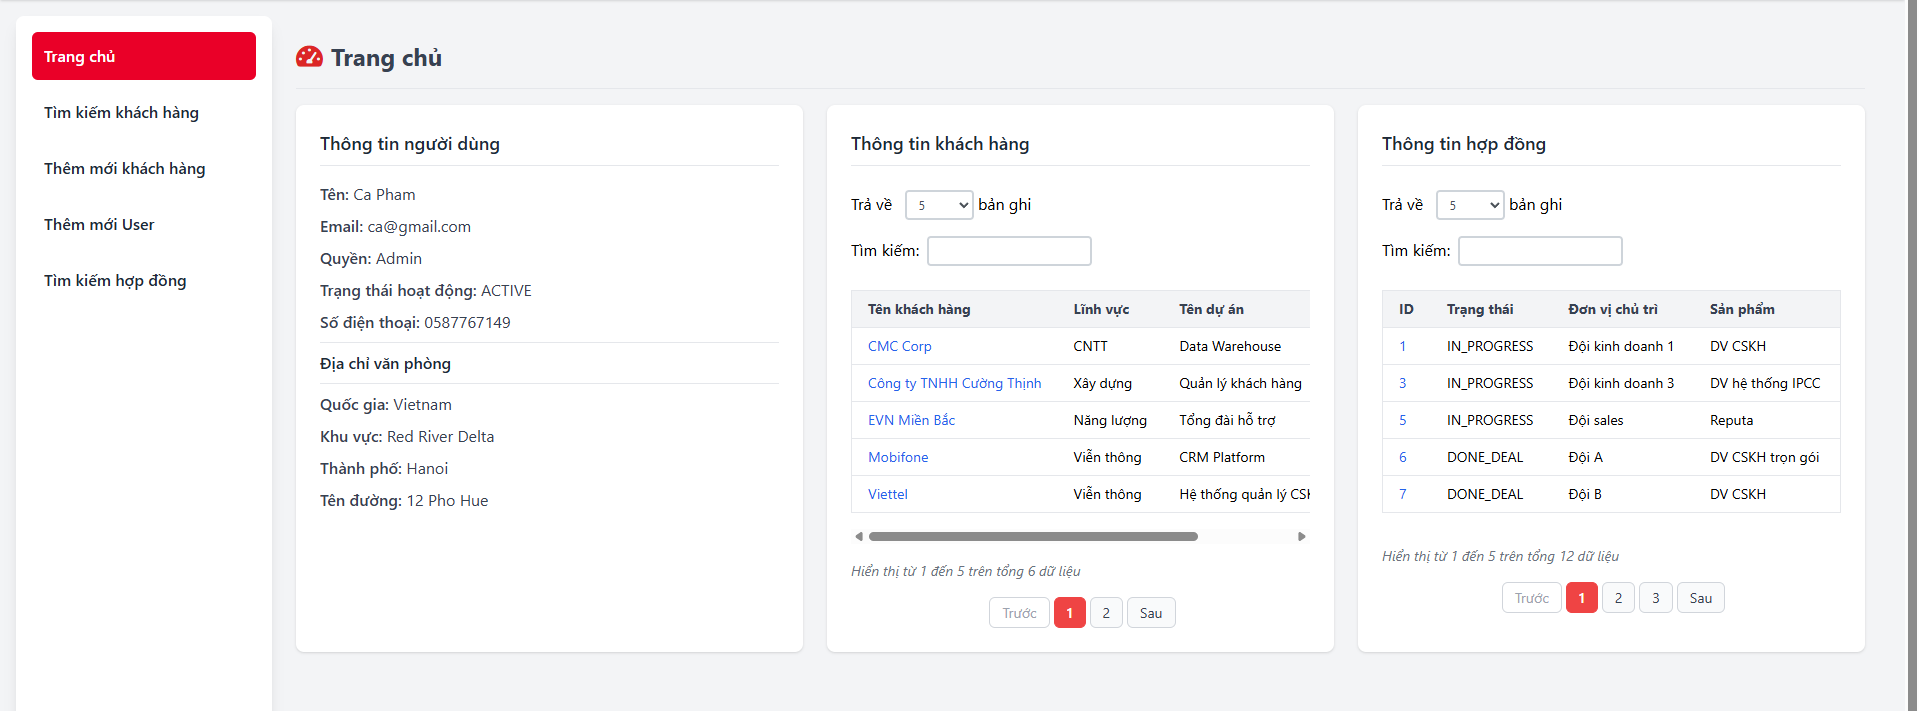 Trang chủ
Tìm kiếm khách hàng
Thêm mới khách hàng
Thêm mới User
Tìm kiếm hợp đồng
Trang chủ
Thông tin người dùng
Tên: Ca Pham
Email: ca@gmail.com
Quyền: Admin
Trạng thái hoạt động: ACTIVE
Số điện thoại: 0587767149
Địa chỉ văn phòng
Quốc gia: Vietnam
Khu vực: Red River Delta
Thành phố: Hanoi
Tên đường: 12 Pho Hue
Thông tin khách hàng
Trả về 5 bản ghi
Tìm kiếm:
Tên khách hàng Lĩnh vực Tên dự án
CMC Corp CNTT Data Warehouse
Công ty TNHH Cường Thịnh Xây dựng Quản lý khách hàng
EVN Miền Bắc Năng lượng Tổng đài hỗ trợ
Mobifone Viễn thông CRM Platform
Viettel Viễn thông Hệ thống quản lý CSK
Hiển thị từ 1 đến 5 trên tổng 6 dữ liệu
Trước 1 2 Sau
Thông tin hợp đồng
Trả về 5 bản ghi
Tìm kiếm:
ID Trạng thái Đơn vị chủ trì Sản phẩm
1 IN_PROGRESS Đội kinh doanh 1 DV CSKH
3 IN_PROGRESS Đội kinh doanh 3 DV hệ thống IPCC
5 IN_PROGRESS Đội sales Reputa
6 DONE_DEAL Đội A DV CSKH trọn gói
7 DONE_DEAL Đội B DV CSKH
Hiển thị từ 1 đến 5 trên tổng 12 dữ liệu
Trước 1 2 3 Sau